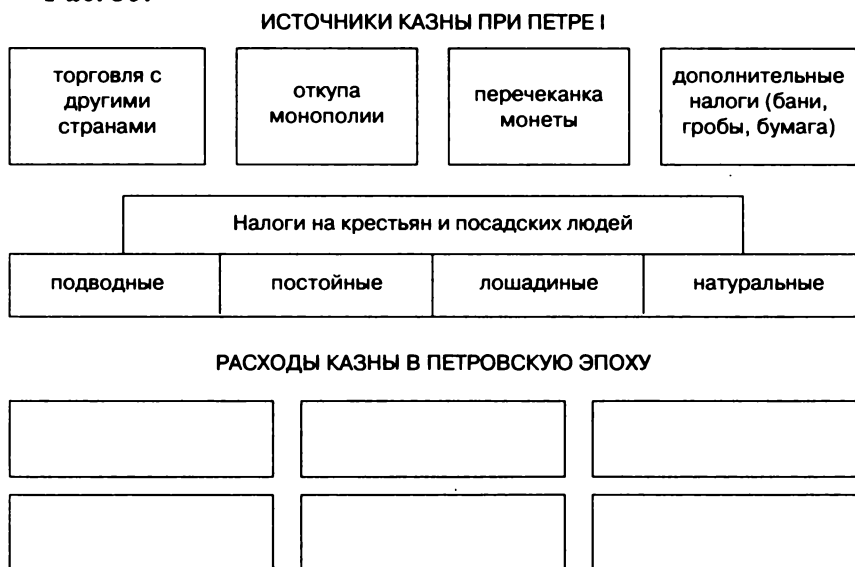 ИСТОЧНИКИ КАЗНЫ ПРИ ПЕТРЕ I
торговля с
другими
странами
откупа
монополии
перечеканка
монеты
дополнительные
налоги (бани,
гробы, бумага)
Налоги на крестьян и посадских людей
подводные
постойные
лошадиные
натуральные
РАСХОДЫ КАЗНЫ В ПЕТРОВСКУЮ ЭПОХУ